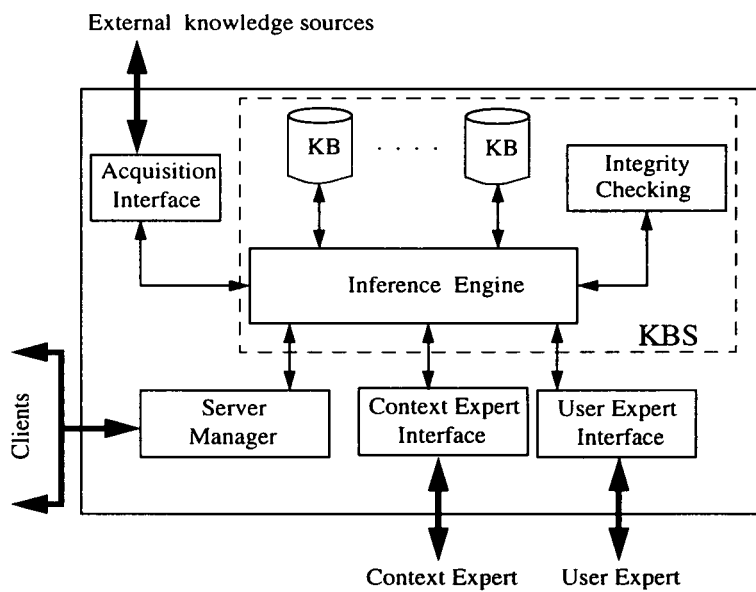 External knowledge sources
KB
. . . .
KB
Acquisition
Interface
Integrity
Checking
Inference Engine
KBS
Clients
Server
Manager
Context Expert
Interface
User Expert
Interface
Context Expert
User Expert